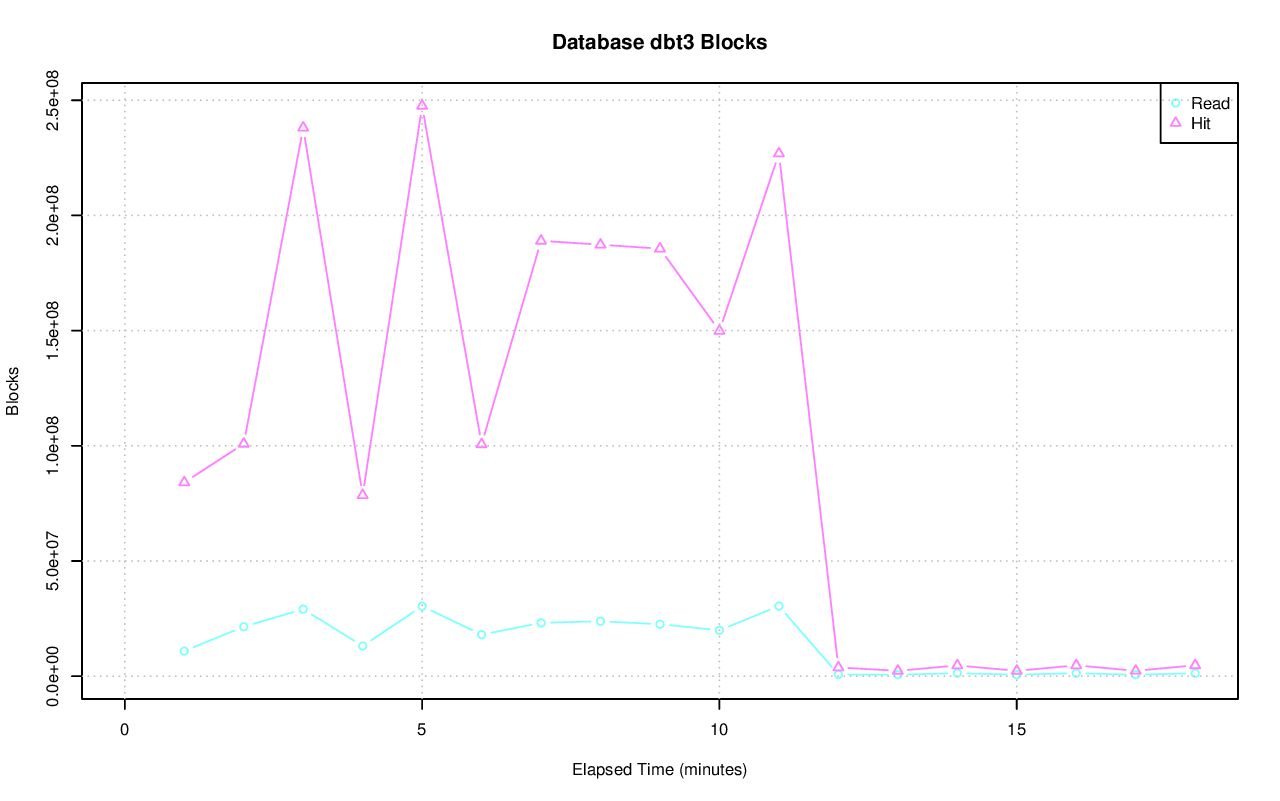 Database dbt3 Blocks
Read
Hit
Blocks
2.5e+08
2.0e+08
1.5e+08
1.0e+08
5.0e+07
0.0e+00
0 5 10 15
Elapsed Time (minutes)